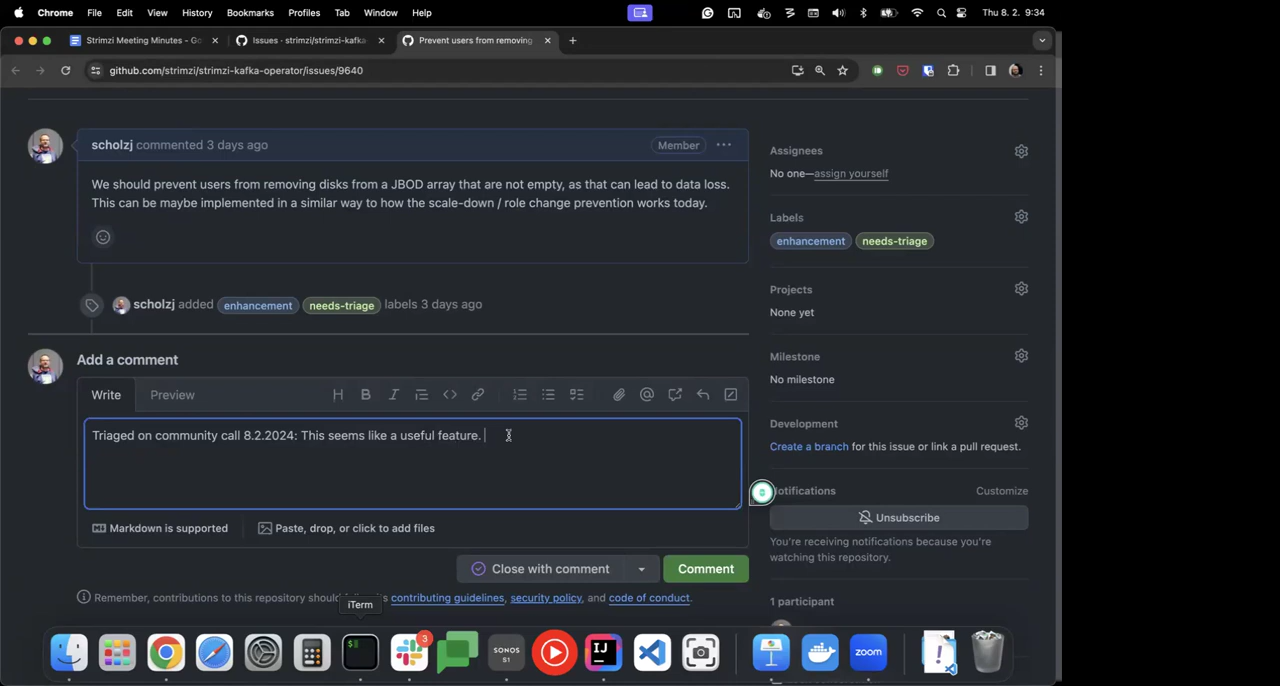 Chrome File Edit View History Bookmarks Profiles Tab Window Help Thu 8. 2. 9:34
Strimzi Meeting Minutes - Go
Issues · strimzi/strimzi-kafka-
Prevent users from removing
github.com/strimzi/strimzi-kafka-operator/issues/9640
scholzj commented 3 days ago Member
We should prevent users from removing disks from a JBOD array that are not empty, as that can lead to data loss.
This can be maybe implemented in a similar way to how the scale-down / role change prevention works today.
scholzj added enhancement needs-triage labels 3 days ago
Add a comment
Write Preview
Triaged on community call 8.2.2024: This seems like a useful feature.
Markdown is supported Paste, drop, or click to add files
Close with comment Comment
Remember, contributions to this repository should s contributing guidelines, security policy, and code of conduct.
Assignees
No one—assign yourself
Labels
enhancement needs-triage
Projects
None yet
Milestone
No milestone
Development
Create a branch for this issue or link a pull request.
otifications Customize
Unsubscribe
You're receiving notifications because you're
watching this repository.
1 participant
iTerm
3
$
SONOS
S1
IJ
zoom